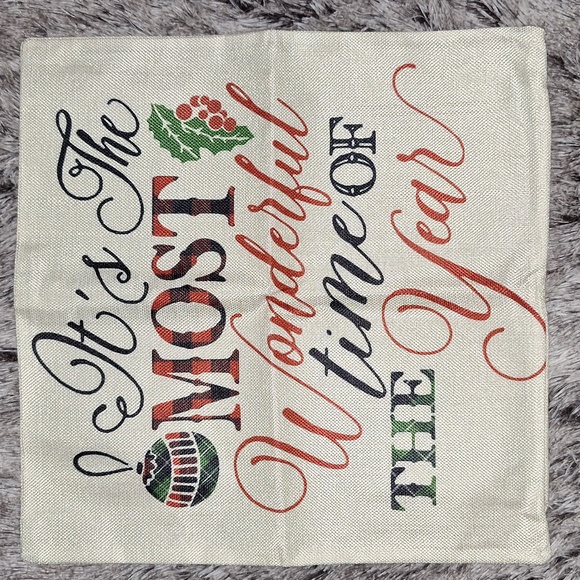 It's The
MOST
Wonderful
time OF
THE Year